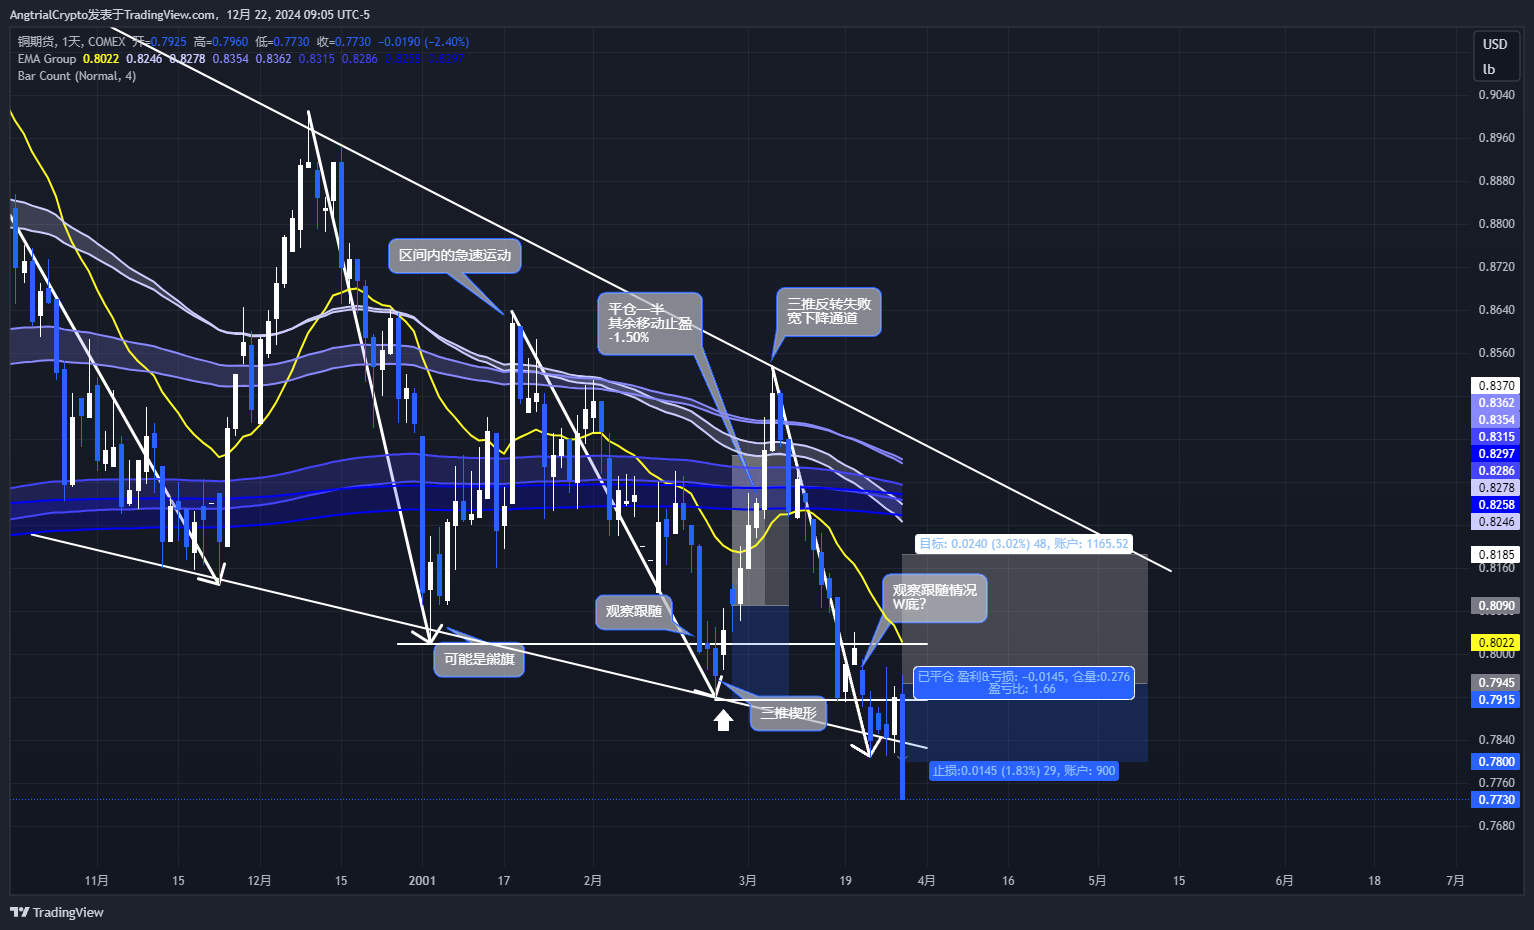 AngtrialCrypto发表于TradingView.com， 12月 22, 2024 09:05 UTC-5
铜期货, 1天, COMEX 开=0.7925 高=0.7960 低=0.7730 收=0.7730 −0.0190 (−2.40%)
EMA Group 0.8022 0.8246 0.8278 0.8354 0.8362 0.8315 0.8286 0.8258 0.8297
Bar Count (Normal, 4)
USD
lb
0.9040
0.8960
0.8880
0.8800
0.8720
0.8640
0.8560
0.8370
0.8362
0.8354
0.8315
0.8297
0.8286
0.8278
0.8258
0.8246
0.8185
0.8160
0.8090
0.8022
0.8000
0.7945
0.7915
0.7840
0.7800
0.7760
0.7730
0.7680
区间内的急速运动
平仓一半
其余移动止盈
-1.50%
三推反转失败
宽下降通道
目标: 0.0240 (3.02%) 48, 账户: 1165.52
观察跟随情况
W底?
观察跟随
可能是熊旗
已平仓 盈利&亏损: −0.0145, 仓量:0.276
盈亏比: 1.66
三推楔形
止损:0.0145 (1.83%) 29, 账户: 900
11月 15 12月 15 2001 17 2月 3月 19 4月 16 5月 15 6月 18 7月
TradingView